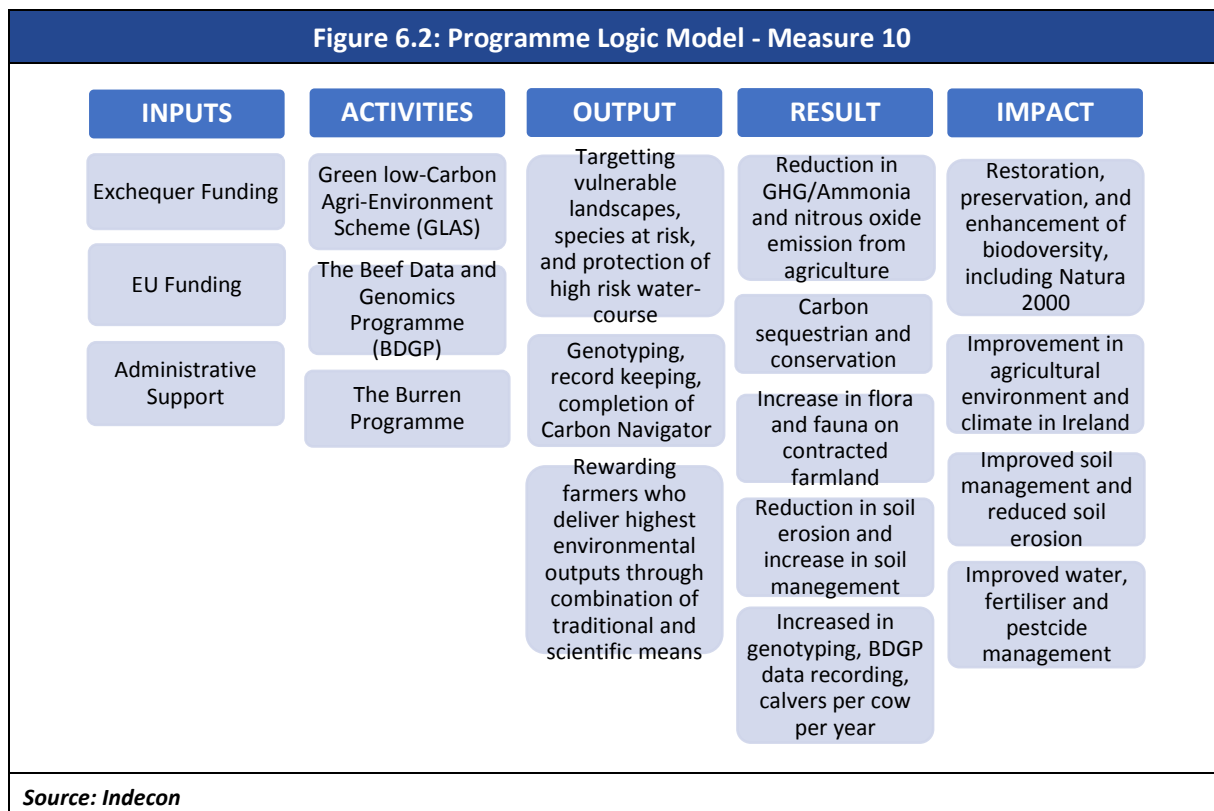 Figure 6.2: Programme Logic Model - Measure 10
INPUTS
Exchequer Funding
EU Funding
Administrative
Support
ACTIVITIES
Green low-Carbon
Agri-Environment
Scheme (GLAS)
The Beef Data and
Genomics
Programme
(BDGP)
The Burren
Programme
OUTPUT
Targetting
vulnerable
landscapes,
species at risk,
and protection of
high risk water-
course
Genotyping,
record keeping,
completion of
Carbon Navigator
Rewarding
farmers who
deliver highest
environmental
outputs through
combination of
traditional and
scientific means
RESULT
Reduction in
GHG/Ammonia
and nitrous oxide
emission from
agriculture
Carbon
sequestrian and
conservation
Increase in flora
and fauna on
contracted
farmland
Reduction in soil
erosion and
increase in soil
manegement
Increased in
genotyping, BDGP
data recording,
calvers per cow
per year
IMPACT
Restoration,
preservation, and
enhancement of
biodoversity,
including Natura
2000
Improvement in
agricultural
environment and
climate in Ireland
Improved soil
management and
reduced soil
erosion
Improved water,
fertiliser and
pestcide
management
Source: Indecon